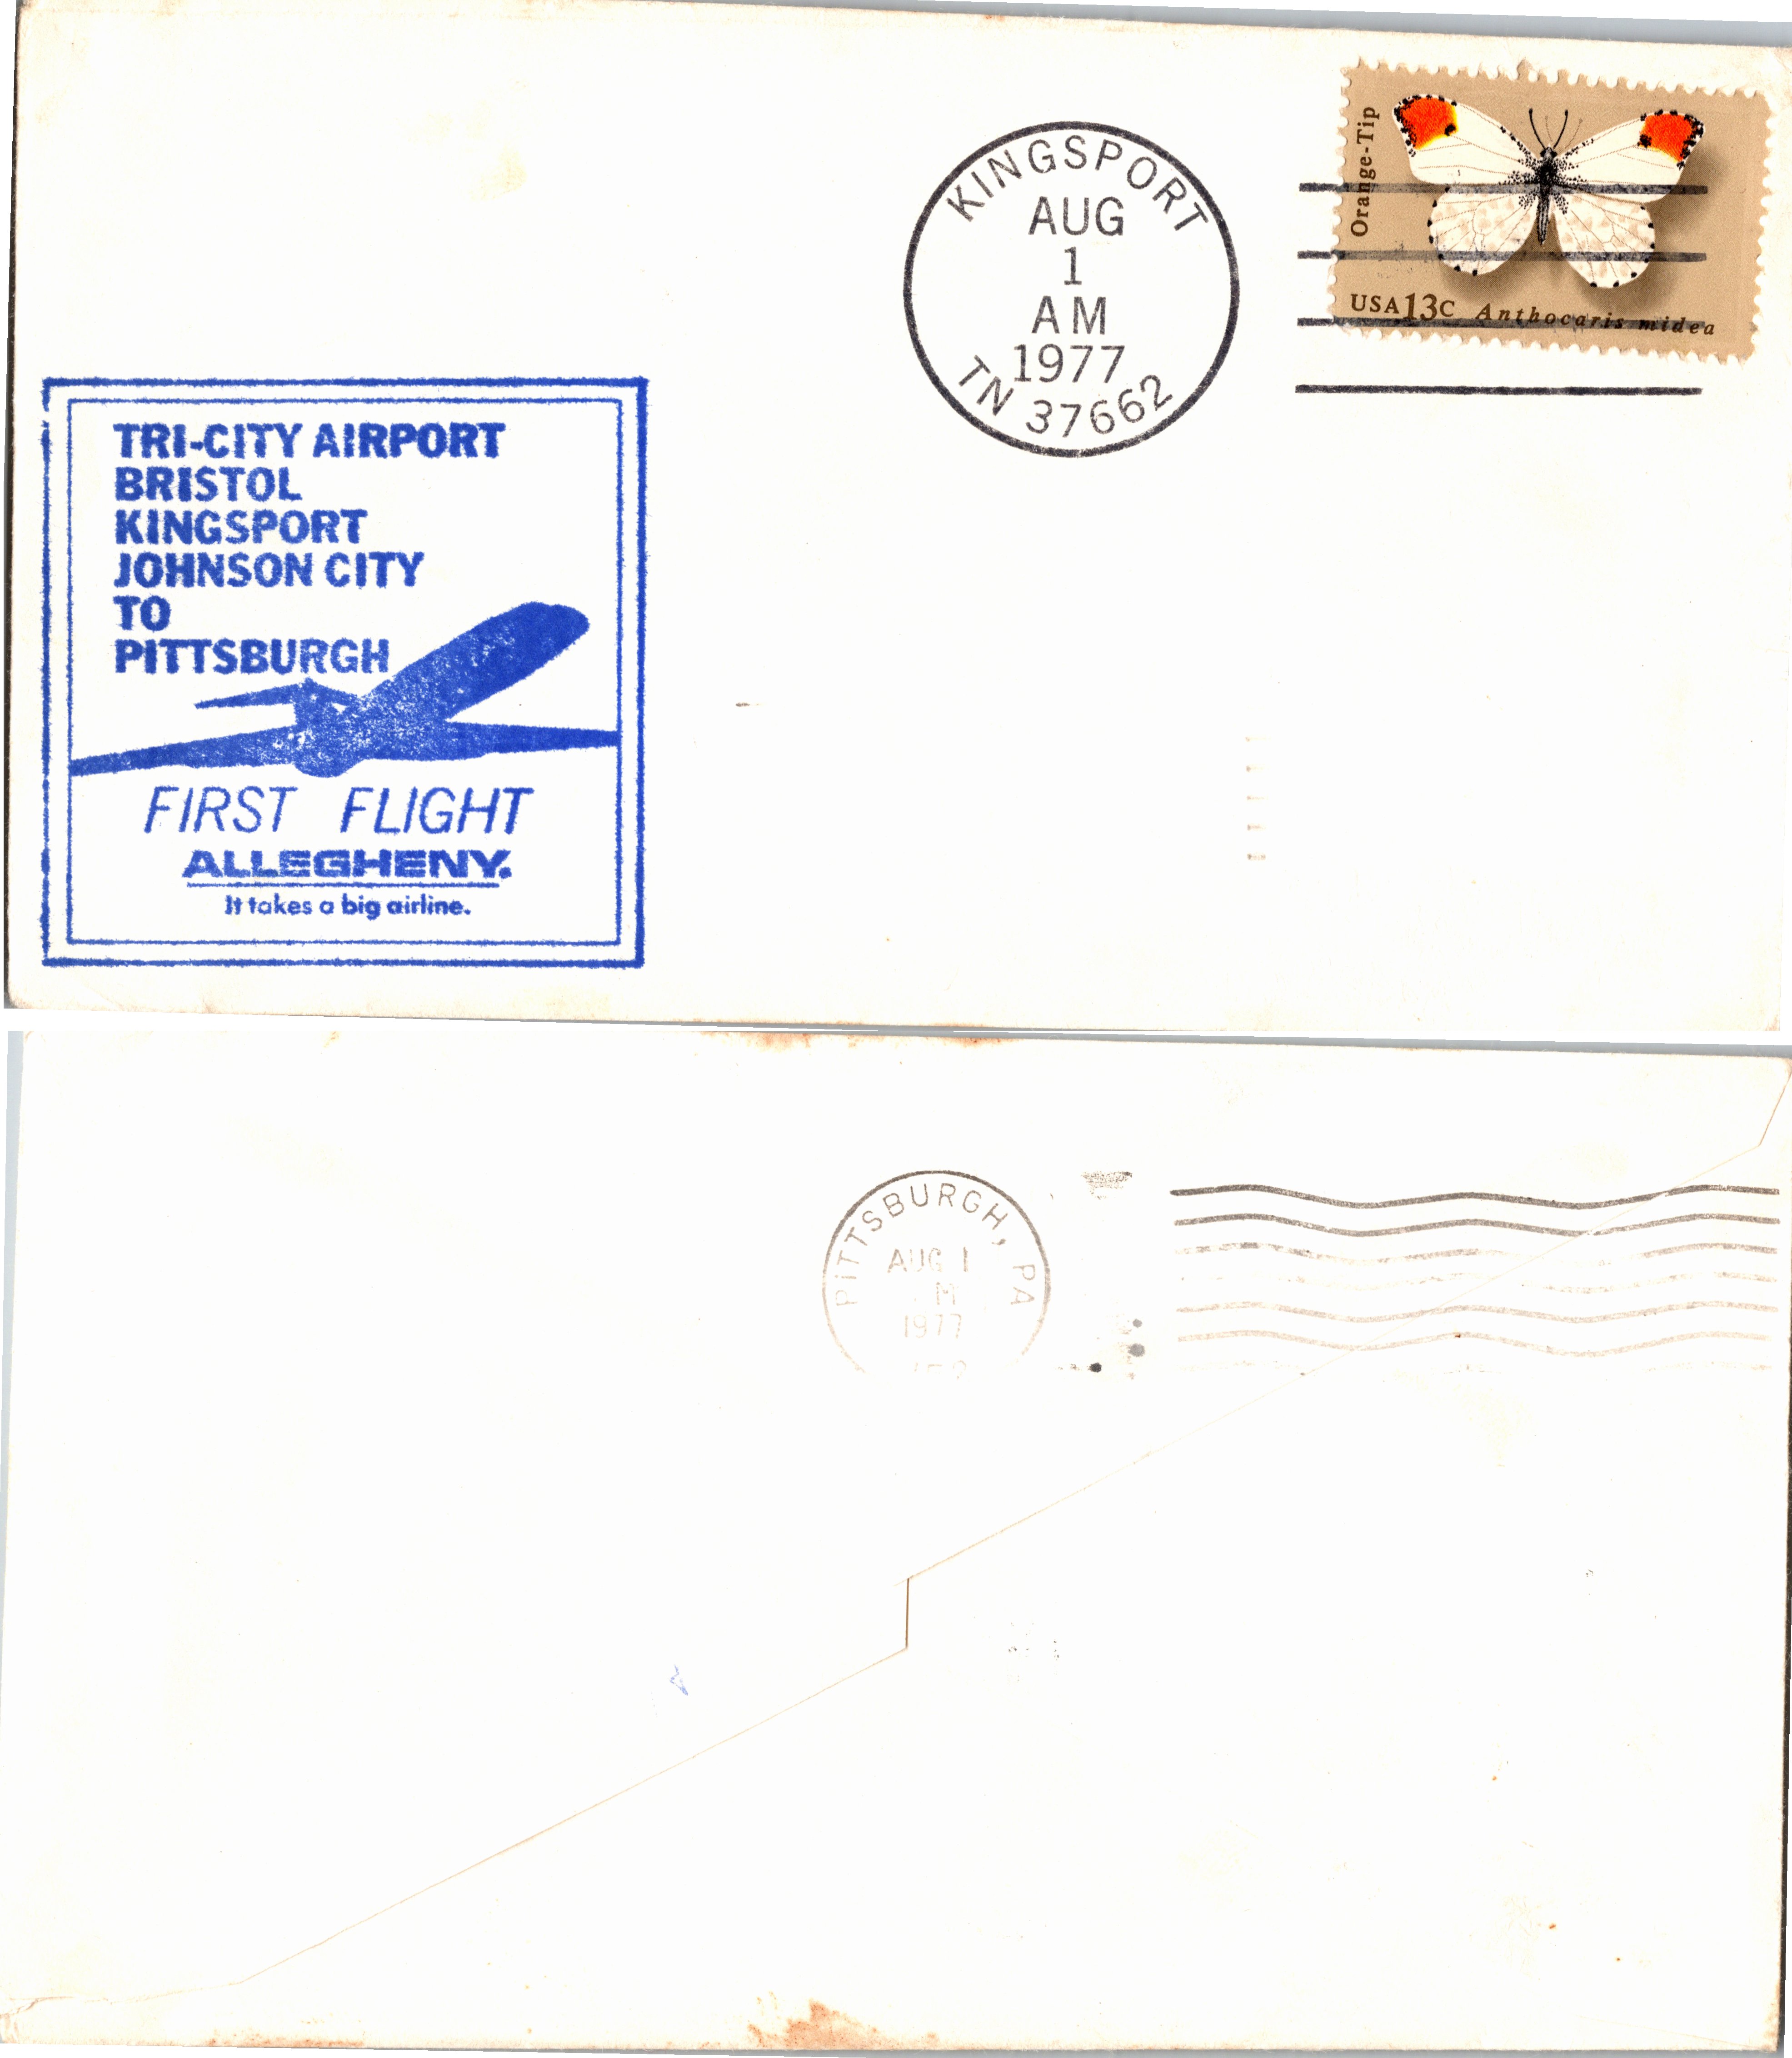 KINGSPORT
AUG
1
AM
1977
TN 37662
Orange-Tip
USA 13c Anthocaris midea
TRI-CITY AIRPORT
BRISTOL
KINGSPORT
JOHNSON CITY
TO
PITTSBURGH
FIRST FLIGHT
ALLEGHENY.
It takes a big airline.
PITTSBURGH, PA
AUG 1
M
1977